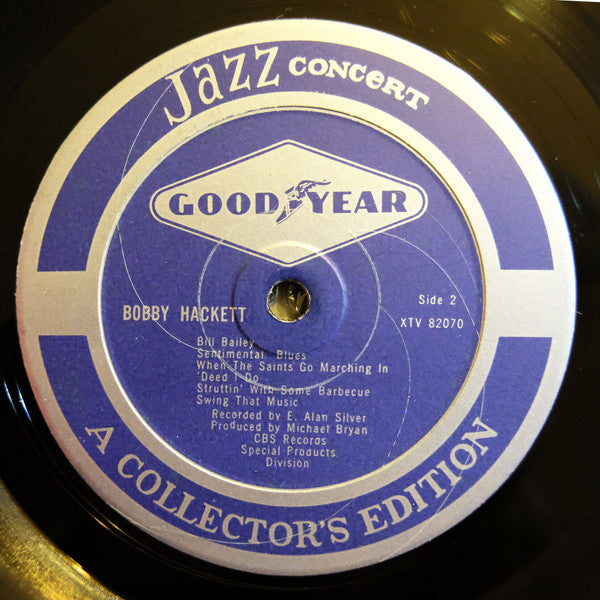 Jazz CONCERT
GOOD YEAR
BOBBY HACKETT
Side 2
XTV 82070
Bill Bailey
Sentimental Blues
When The Saints Go Marching In
'Deed I Do
Struttin' With Some Barbecue
Swing That Music
Recorded by E. Alan Silver
Produced by Michael Bryan
CBS Records
Special Products
Division
A COLLECTOR'S EDITION